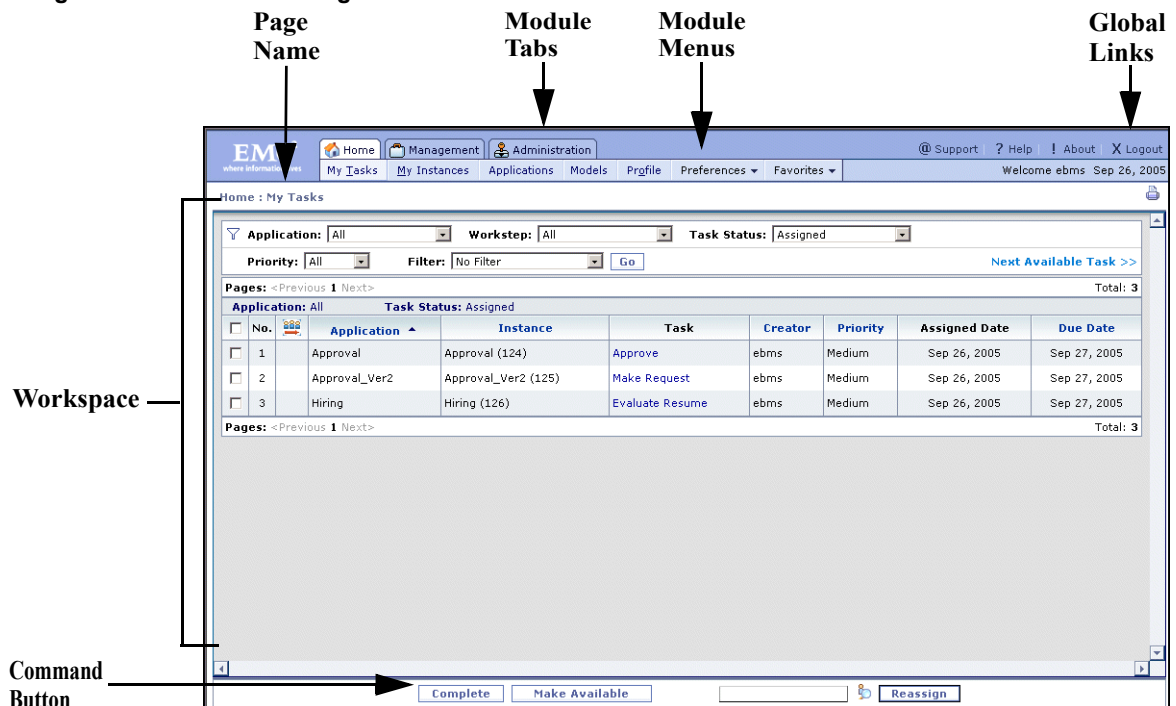 Page Name
Module Tabs
Module Menus
Global Links
EM
where informati
Home Management Administration
@ Support ? Help ! About X Logout
My Tasks My Instances Applications Models Profile Preferences Favorites
Welcome ebms Sep 26, 2005
Home : My Tasks
Application: All Workstep: All Task Status: Assigned
Priority: All Filter: No Filter Go Next Available Task >>
Pages: <Previous 1 Next> Total: 3
Application: All Task Status: Assigned
No. Application Instance Task Creator Priority Assigned Date Due Date
1 Approval Approval (124) Approve ebms Medium Sep 26, 2005 Sep 27, 2005
2 Approval_Ver2 Approval_Ver2 (125) Make Request ebms Medium Sep 26, 2005 Sep 27, 2005
3 Hiring Hiring (126) Evaluate Resume ebms Medium Sep 26, 2005 Sep 27, 2005
Workspace
Pages: <Previous 1 Next> Total: 3
Command Button
Complete Make Available Reassign